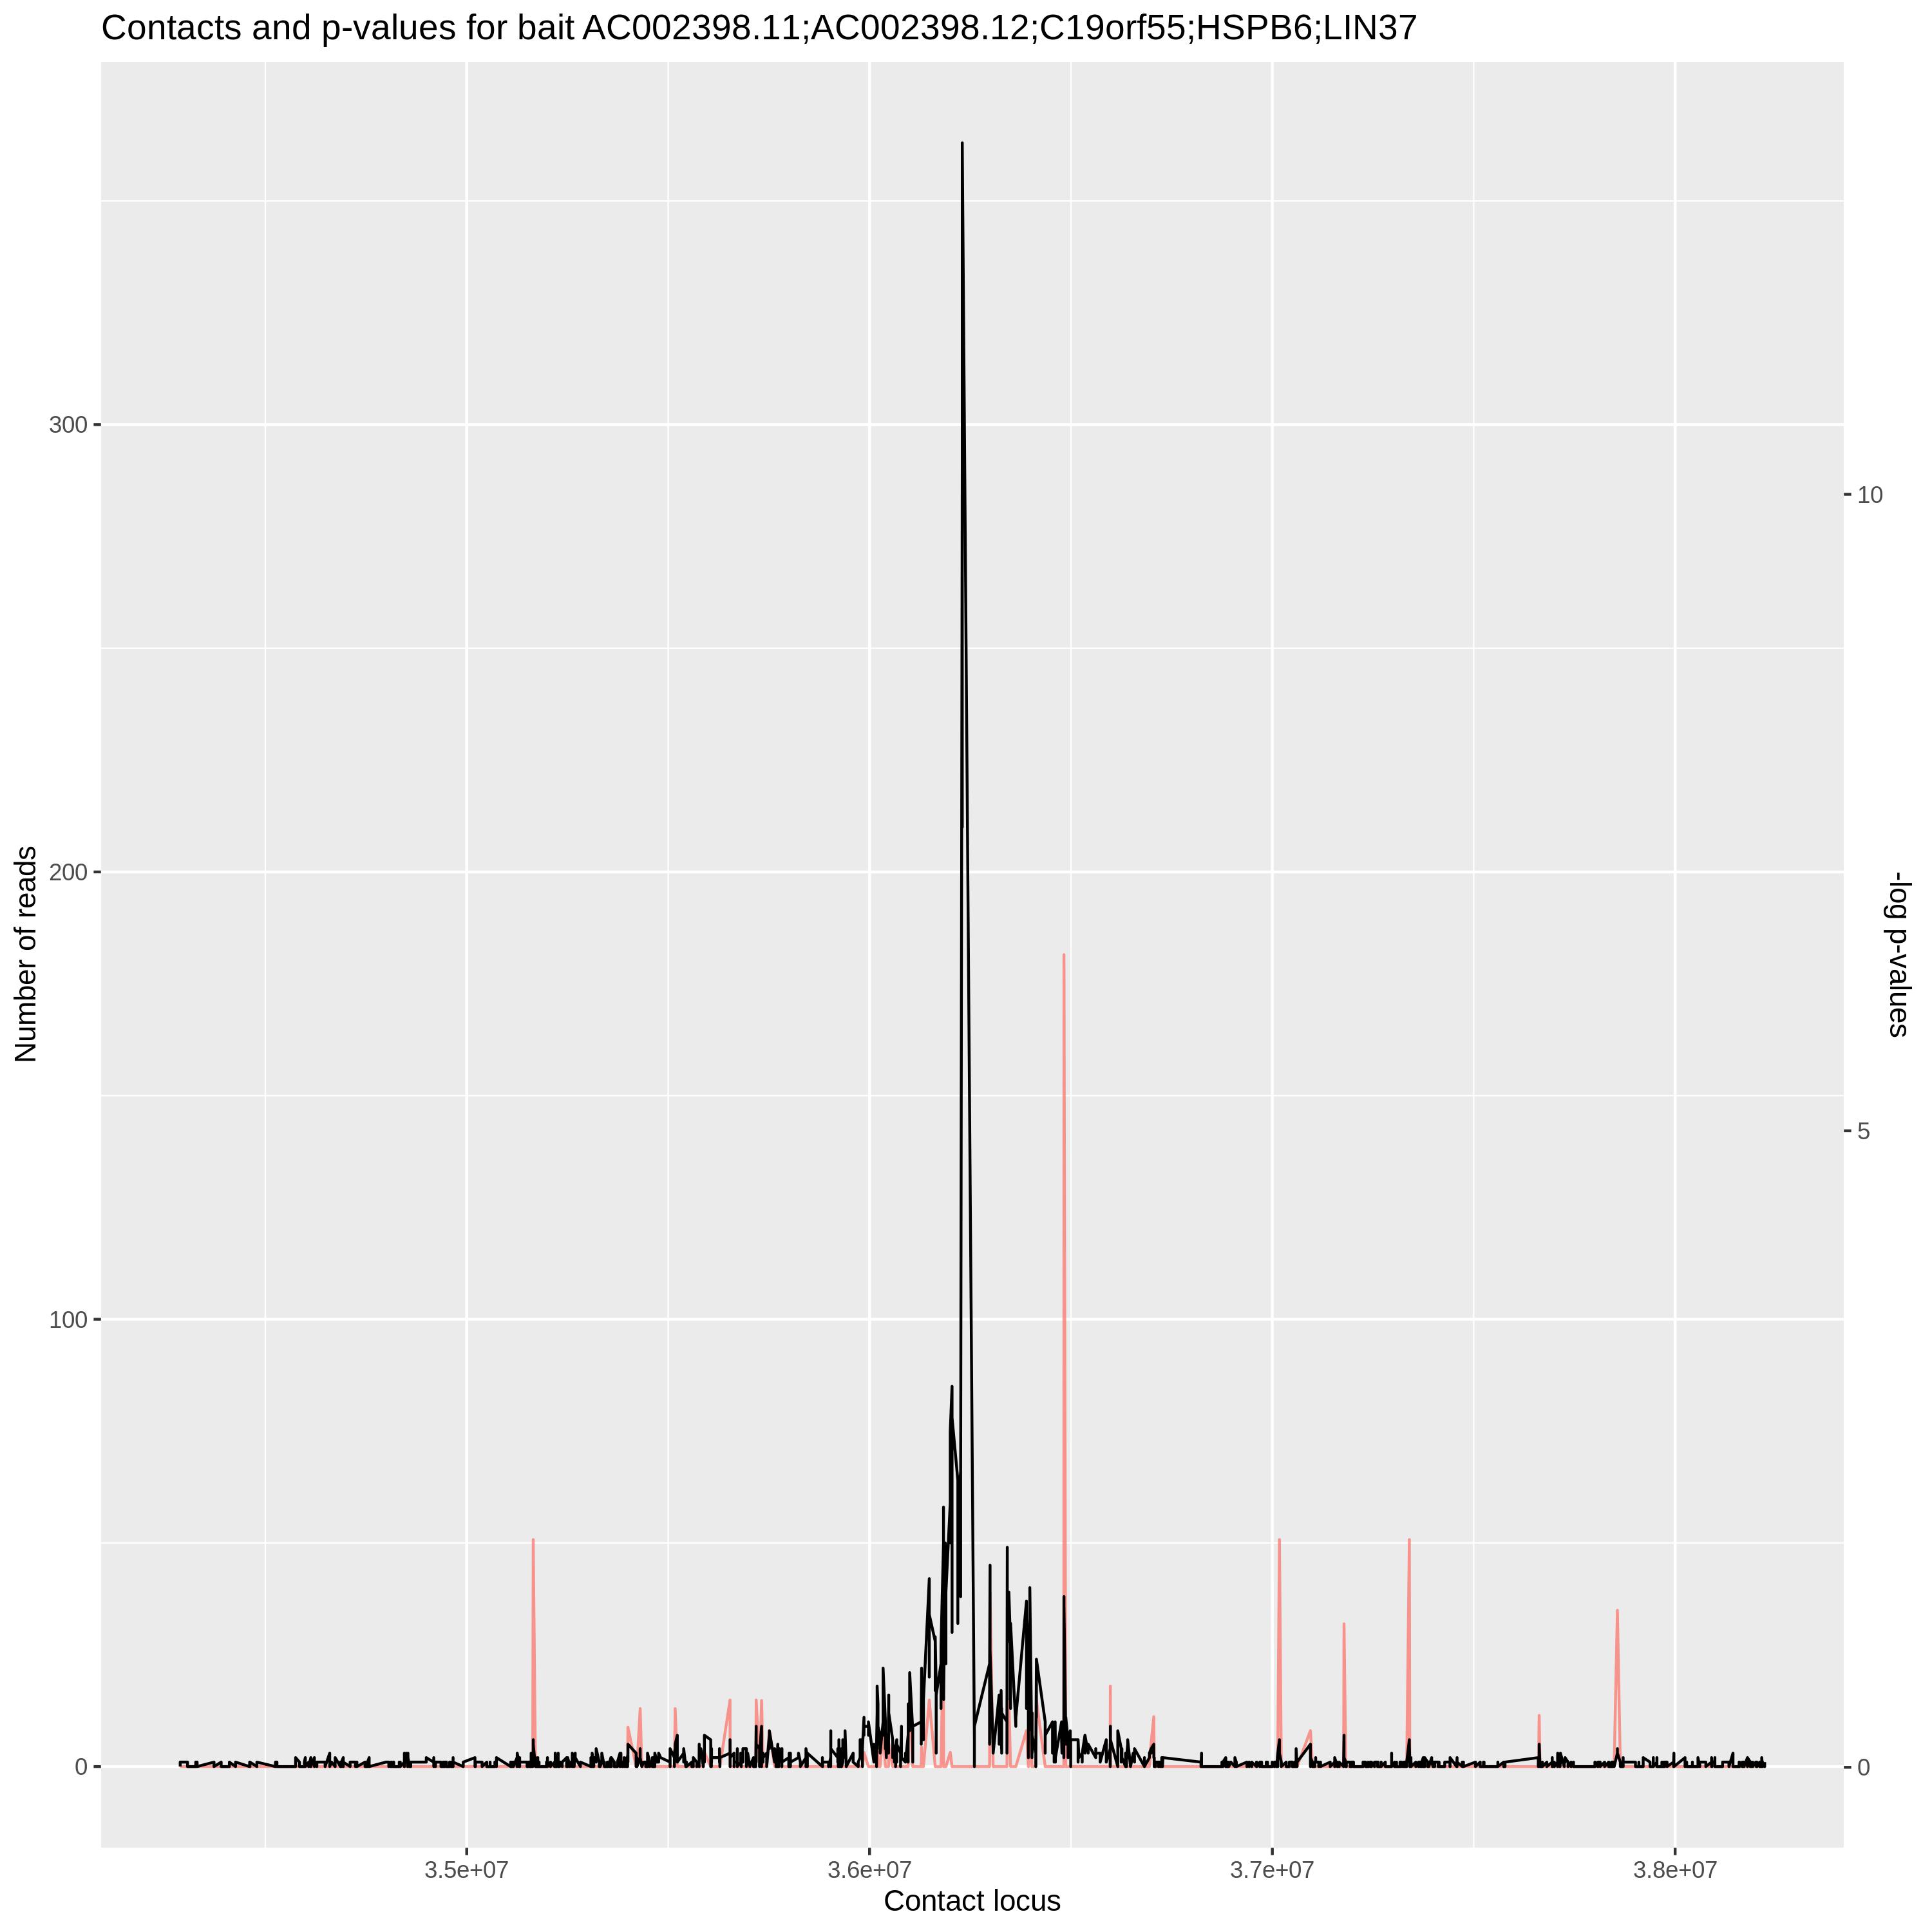 Contacts and p-values for bait AC002398.11;AC002398.12;C19orf55;HSPB6;LIN37
300
200
100
0
Number of reads
10
5
0
-log p-values
3.5e+07
3.6e+07
3.7e+07
3.8e+07
Contact locus